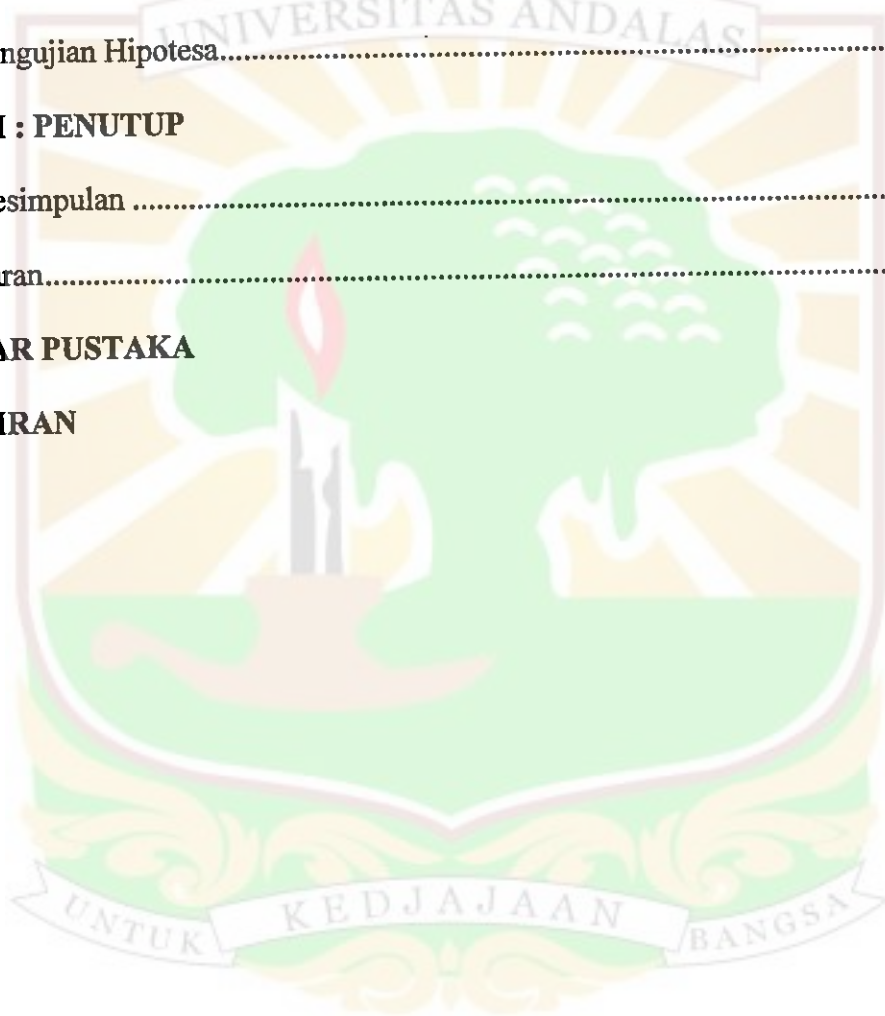 UNIVERSITAS ANDALAS
ngujian Hipotesa..........................................................................................
I : PENUTUP
esimpulan ..........................................................................................
ran..........................................................................................
AR PUSTAKA
IRAN
UNTUK KEDJAJAAN BANGSA